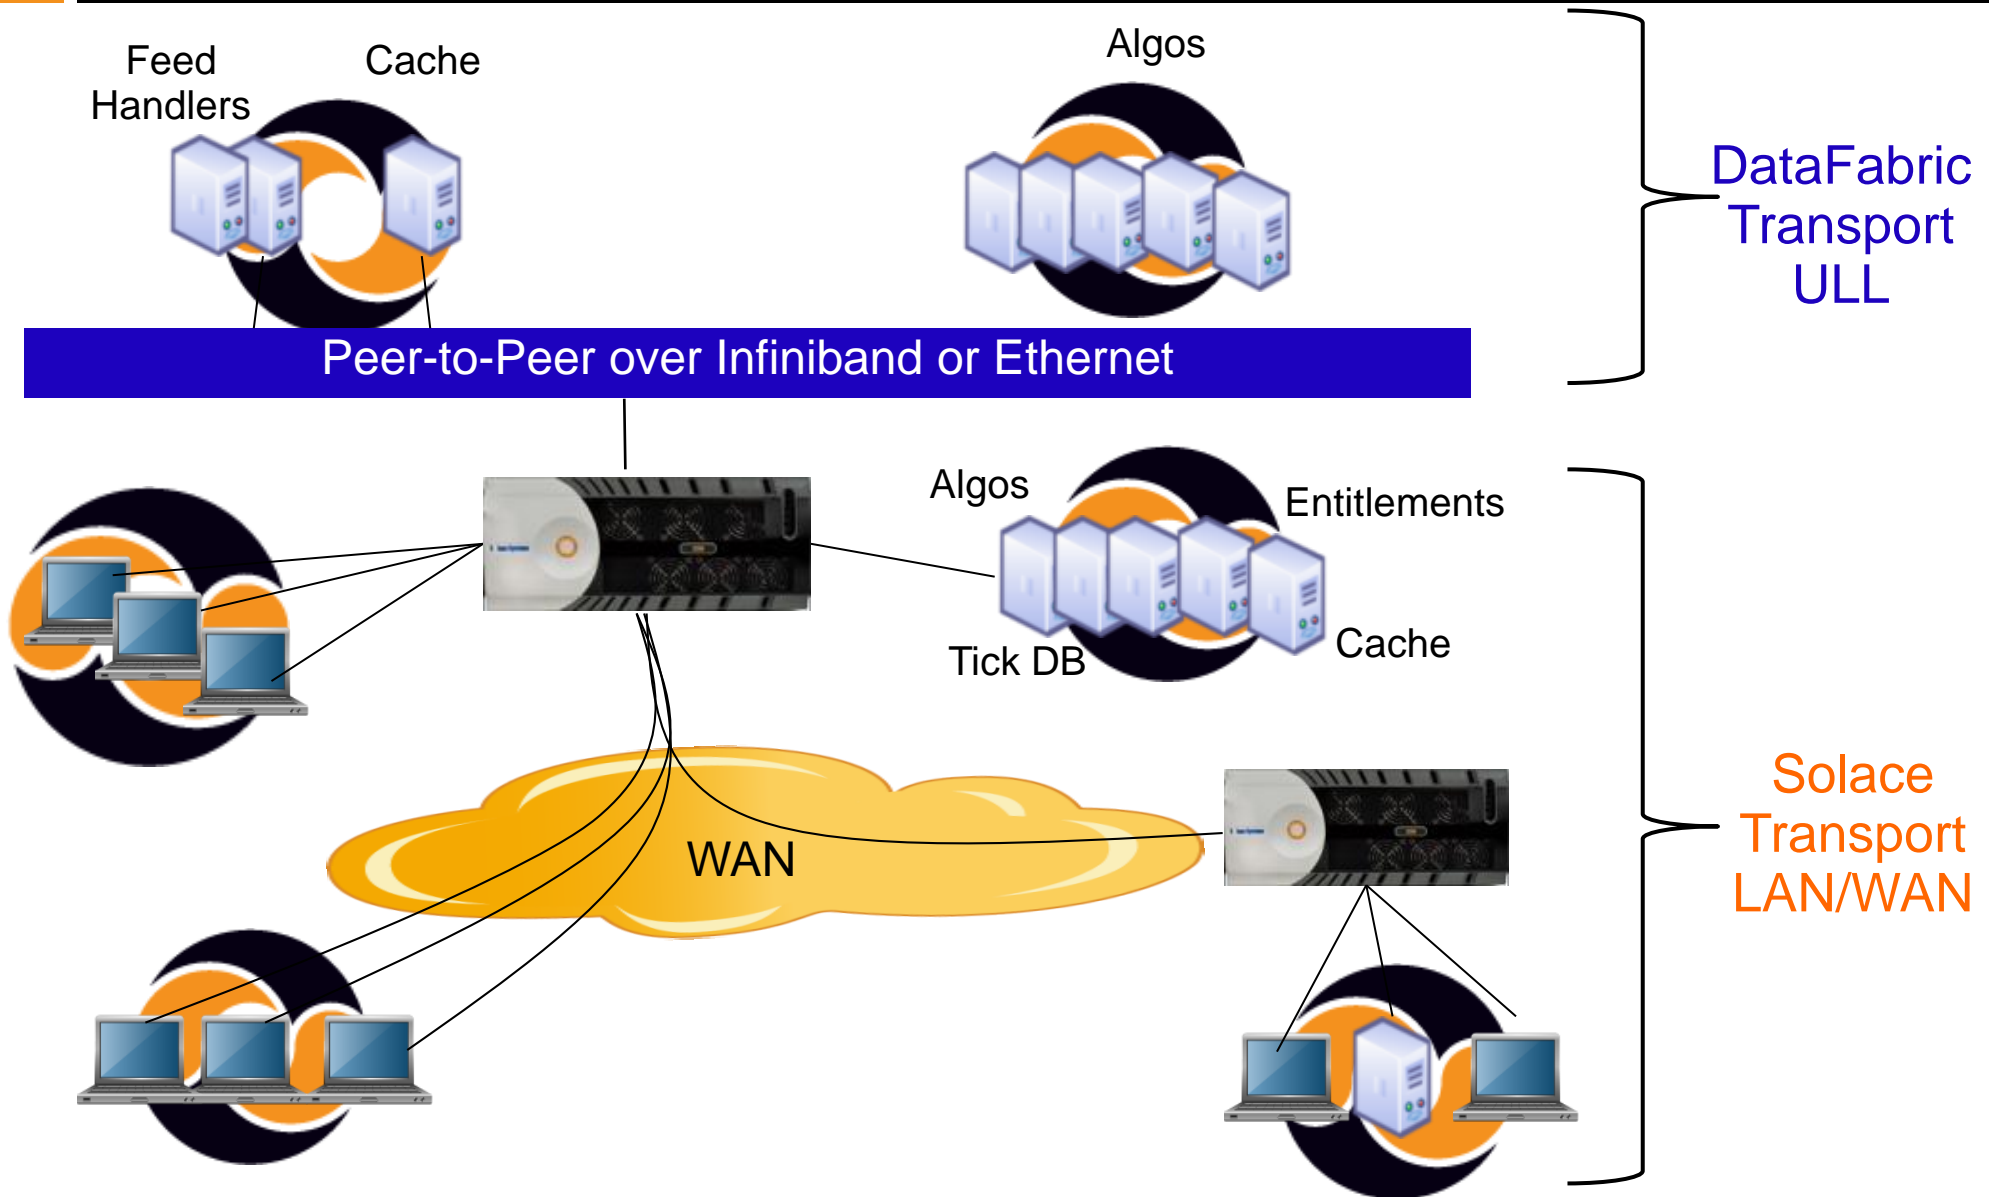 Feed
Handlers
Cache
Algos
DataFabric
Transport
ULL
Peer-to-Peer over Infiniband or Ethernet
Algos
Entitlements
Tick DB
Cache
WAN
Solace
Transport
LAN/WAN